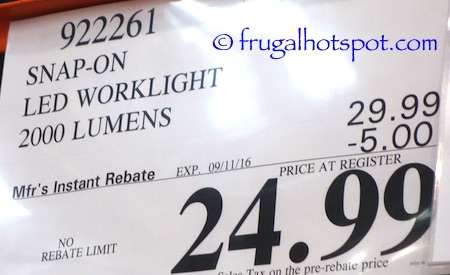 922261
© frugalhotspot.com
SNAP-ON
LED WORKLIGHT
2000 LUMENS
29.99
-5.00
Mfr's Instant Rebate EXP. 09/11/16
PRICE AT REGISTER
24.99
NO
REBATE LIMIT
Sales Tax on the pre-rebate price